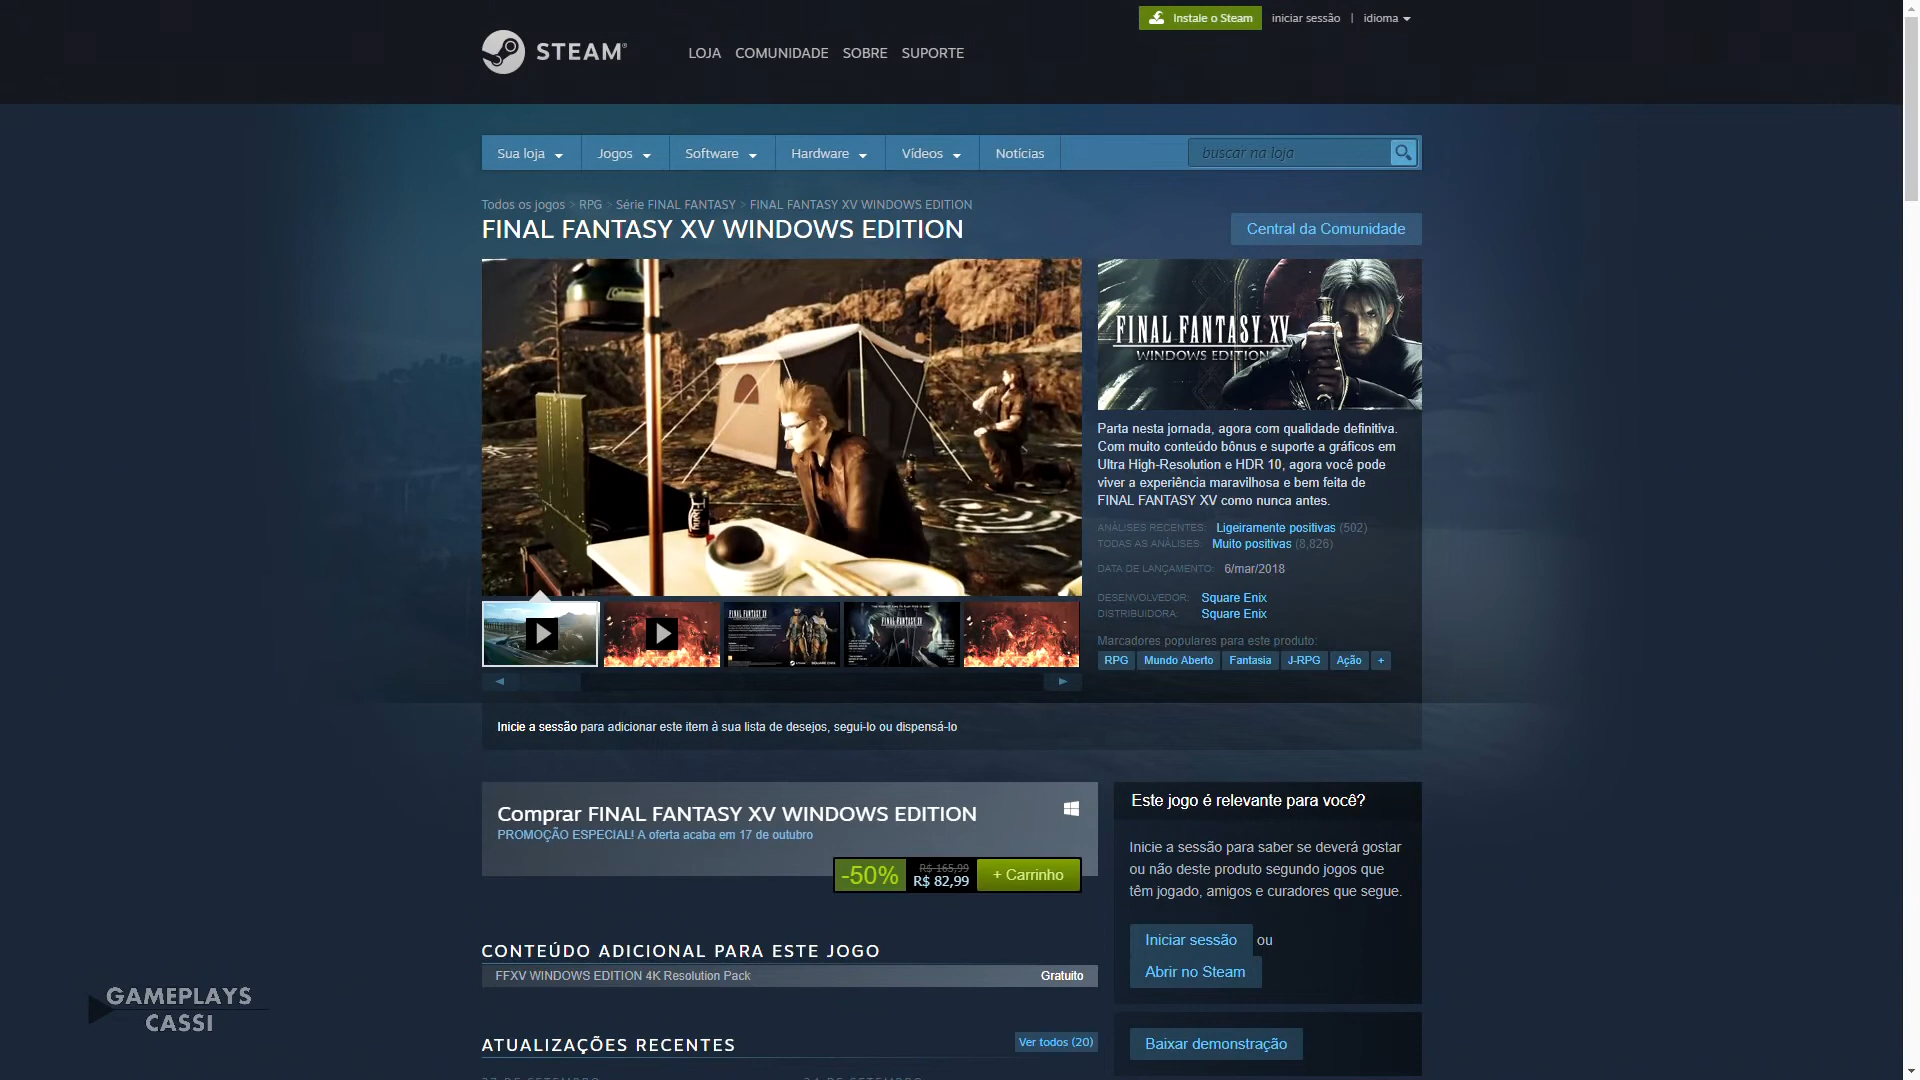 Instale o Steam
iniciar sessão | idioma
STEAM®
LOJA COMUNIDADE SOBRE SUPORTE
Sua loja Jogos Software Hardware Vídeos Notícias
buscar na loja
Todos os jogos > RPG > Série FINAL FANTASY > FINAL FANTASY XV WINDOWS EDITION
FINAL FANTASY XV WINDOWS EDITION
Central da Comunidade
FINAL FANTASY XV
WINDOWS EDITION
Parta nesta jornada, agora com qualidade definitiva.
Com muito conteúdo bônus e suporte a gráficos em
Ultra High-Resolution e HDR 10, agora você pode
viver a experiência maravilhosa e bem feita de
FINAL FANTASY XV como nunca antes.
ANÁLISES RECENTES: Ligeiramente positivas (502)
TODAS AS ANÁLISES: Muito positivas (8,826)
DATA DE LANÇAMENTO: 6/mar/2018
DESENVOLVEDOR: Square Enix
DISTRIBUIDORA: Square Enix
Marcadores populares para este produto:
RPG Mundo Aberto Fantasia J-RPG Ação +
Inicie a sessão para adicionar este item à sua lista de desejos, segui-lo ou dispensá-lo
Comprar FINAL FANTASY XV WINDOWS EDITION
PROMOÇÃO ESPECIAL! A oferta acaba em 17 de outubro
-50% R$ 165,99
R$ 82,99
+ Carrinho
Este jogo é relevante para você?
Inicie a sessão para saber se deverá gostar
ou não deste produto segundo jogos que
têm jogado, amigos e curadores que segue.
Iniciar sessão ou
Abrir no Steam
CONTEÚDO ADICIONAL PARA ESTE JOGO
FFXV WINDOWS EDITION 4K Resolution Pack Gratuito
ATUALIZAÇÕES RECENTES
Ver todos (20)
Baixar demonstração
GAMEPLAYS
CASSI